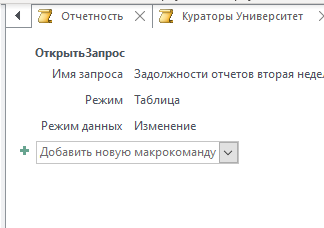 Отчетность
Кураторы Университет
ОткрытьЗапрос
Имя запроса Задолжности отчетов вторая неде
Режим Таблица
Режим данных Изменение
Добавить новую макрокоманду